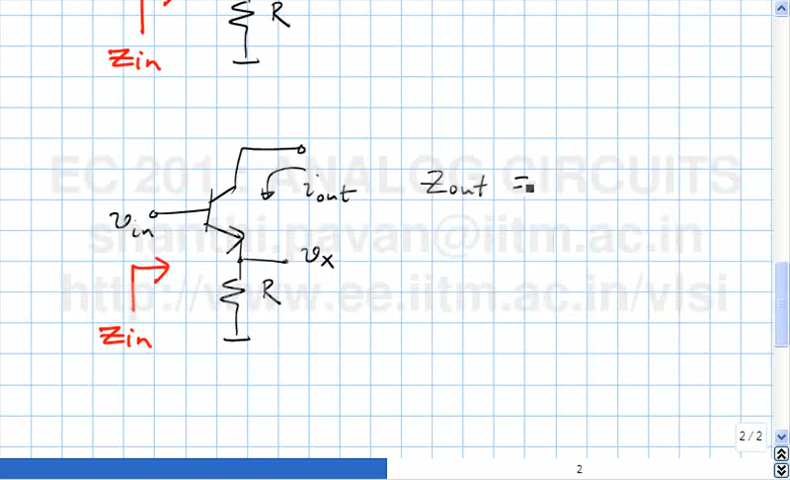 R
Zin
EC 201: ANALOG CIRCUITS
iout
Zout =
vin
shanthi.pavan@iitm.ac.in
vx
R
http://www.ee.iitm.ac.in/vlsi
Zin
2/2
2